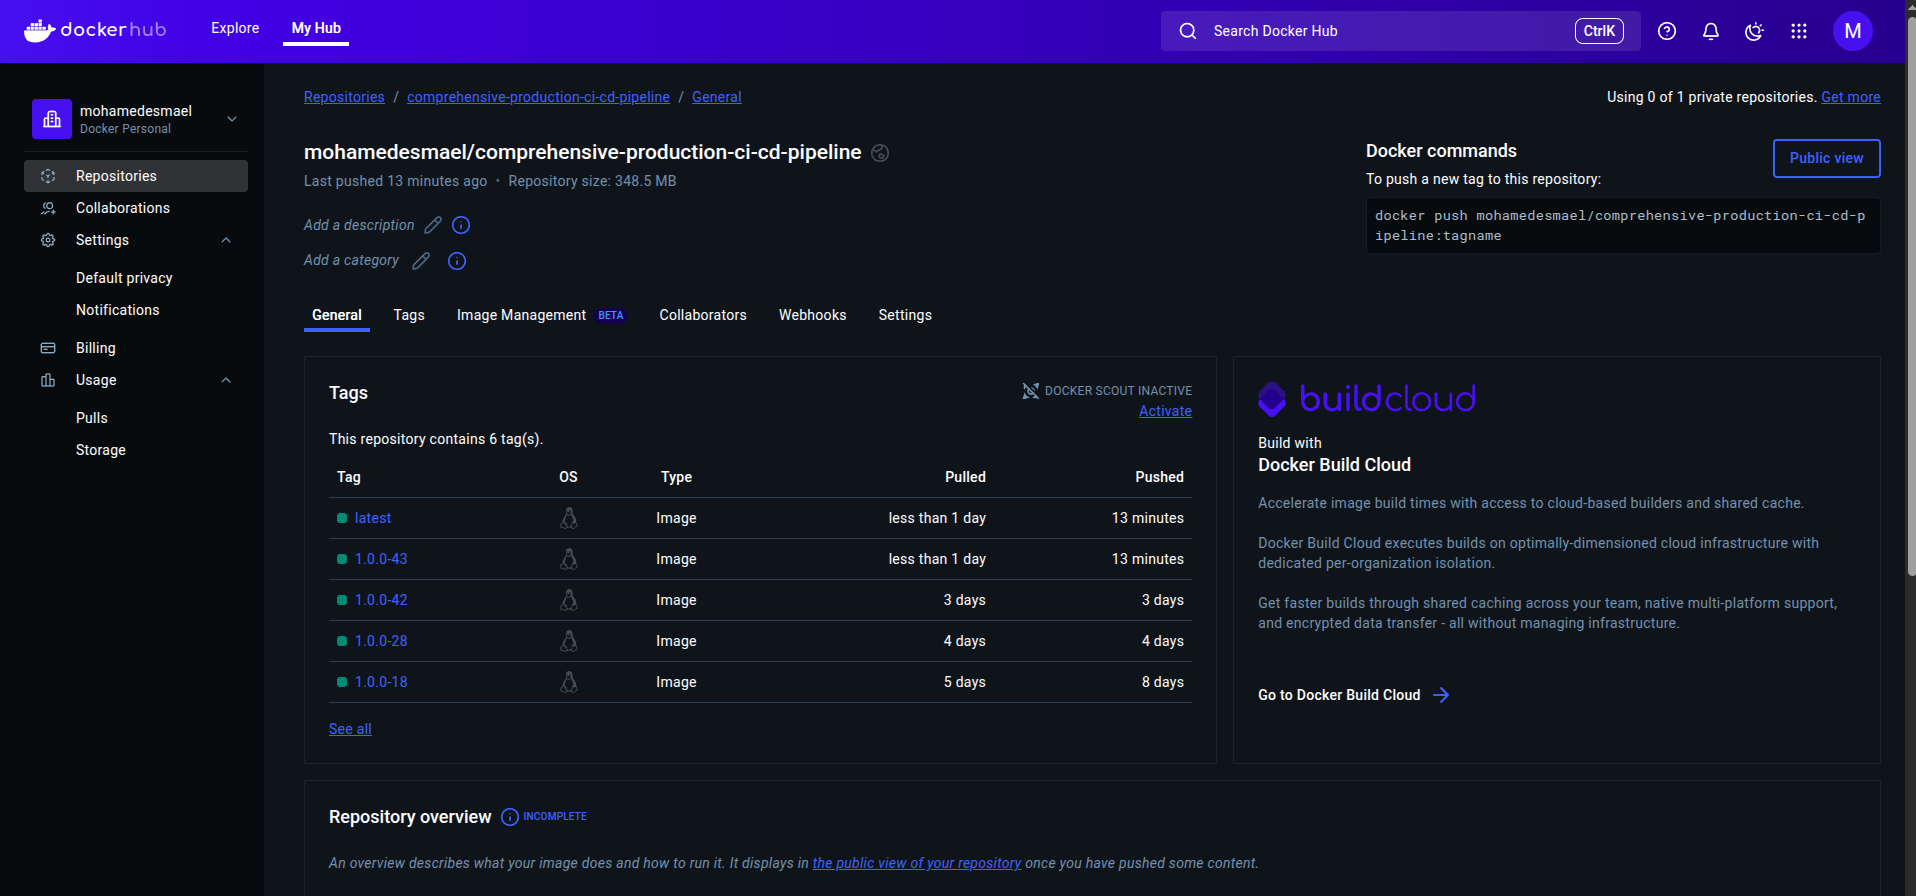 dockerhub
Explore
My Hub
Search Docker Hub
CtrlK
M
mohamedesmael
Docker Personal
Repositories
Collaborations
Settings
Default privacy
Notifications
Billing
Usage
Pulls
Storage
Repositories / comprehensive-production-ci-cd-pipeline / General
Using 0 of 1 private repositories. Get more
mohamedesmael/comprehensive-production-ci-cd-pipeline
Last pushed 13 minutes ago • Repository size: 348.5 MB
Add a description
Add a category
Docker commands
Public view
To push a new tag to this repository:
docker push mohamedesmael/comprehensive-production-ci-cd-p
ipeline:tagname
General Tags Image Management BETA Collaborators Webhooks Settings
Tags
DOCKER SCOUT INACTIVE
Activate
This repository contains 6 tag(s).
Tag OS Type Pulled Pushed
latest Image less than 1 day 13 minutes
1.0.0-43 Image less than 1 day 13 minutes
1.0.0-42 Image 3 days 3 days
1.0.0-28 Image 4 days 4 days
1.0.0-18 Image 5 days 8 days
See all
buildcloud
Build with
Docker Build Cloud
Accelerate image build times with access to cloud-based builders and shared cache.
Docker Build Cloud executes builds on optimally-dimensioned cloud infrastructure with
dedicated per-organization isolation.
Get faster builds through shared caching across your team, native multi-platform support,
and encrypted data transfer - all without managing infrastructure.
Go to Docker Build Cloud
Repository overview INCOMPLETE
An overview describes what your image does and how to run it. It displays in the public view of your repository once you have pushed some content.